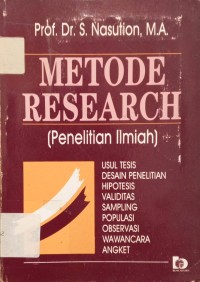 Prof. Dr. S. Nasution, M.A.
METODE
RESEARCH
(Penelitian Ilmiah)
USUL TESIS
DESAIN PENELITIAN
HIPOTESIS
VALIDITAS
SAMPLING
POPULASI
OBSERVASI
WAWANCARA
ANGKET